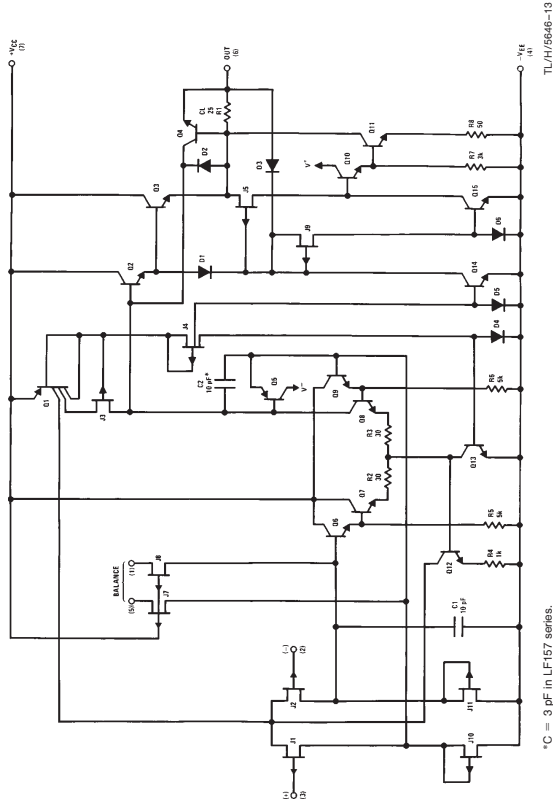 +VCC
(7)
BALANCE
(5)
(1)
J7
J8
(+)
(3)
J1
J2
(−)
(2)
J10
J11
C1
10 pF
Q12
R4
1k
R5
5k
Q6
Q7
R2
30
R3
30
Q8
Q9
Q5
V−
C2
10 pF*
Q1
J3
J4
Q13
R6
5k
D4
D5
Q14
Q2
D1
Q3
D2
Q4
CL
25
R1
OUT
(6)
J5
D3
J9
Q10
Q11
Q15
D6
R7
3k
R8
50
−VEE
(4)
*C = 3 pF in LF157 series.
TL/H/5646–13